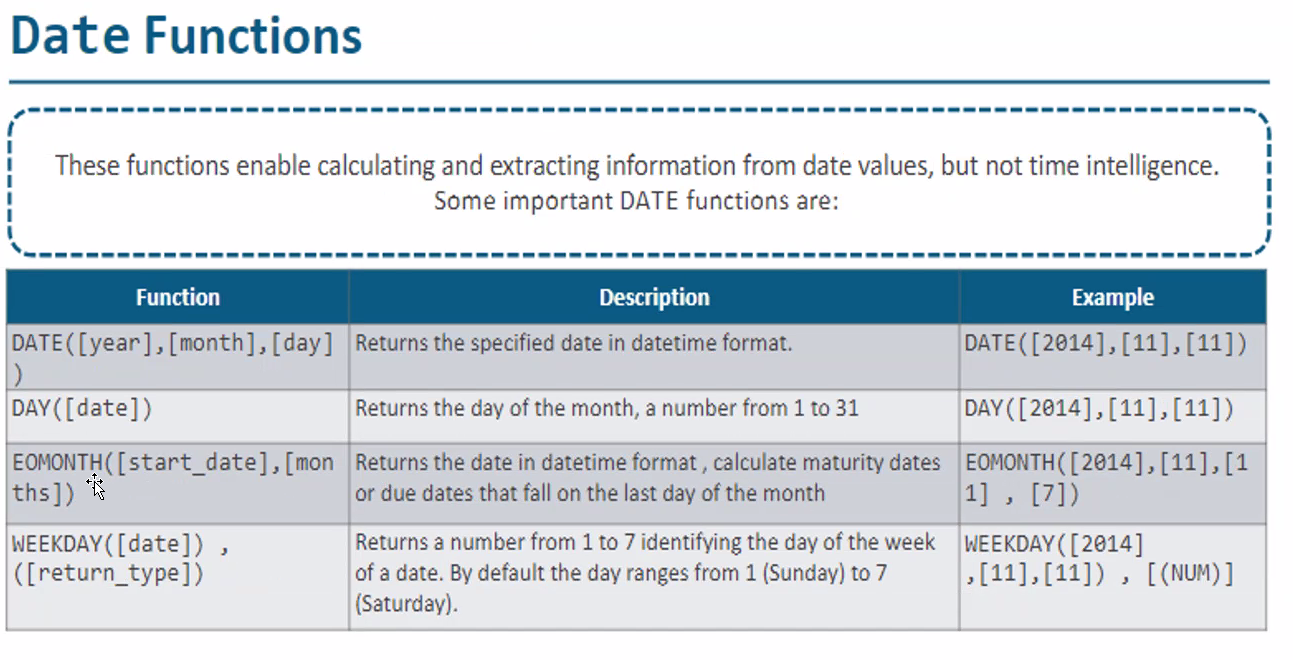 Date Functions
These functions enable calculating and extracting information from date values, but not time intelligence.
Some important DATE functions are:
Function Description Example
DATE([year],[month],[day]
)
Returns the specified date in datetime format.
DATE([2014],[11],[11])
DAY([date])
Returns the day of the month, a number from 1 to 31
DAY([2014],[11],[11])
EOMONTH([start_date],[mon
ths])
Returns the date in datetime format , calculate maturity dates
or due dates that fall on the last day of the month
EOMONTH([2014],[11],[1
1] , [7])
WEEKDAY([date]) ,
([return_type])
Returns a number from 1 to 7 identifying the day of the week
of a date. By default the day ranges from 1 (Sunday) to 7
(Saturday).
WEEKDAY([2014]
,[11],[11]) , [(NUM)]